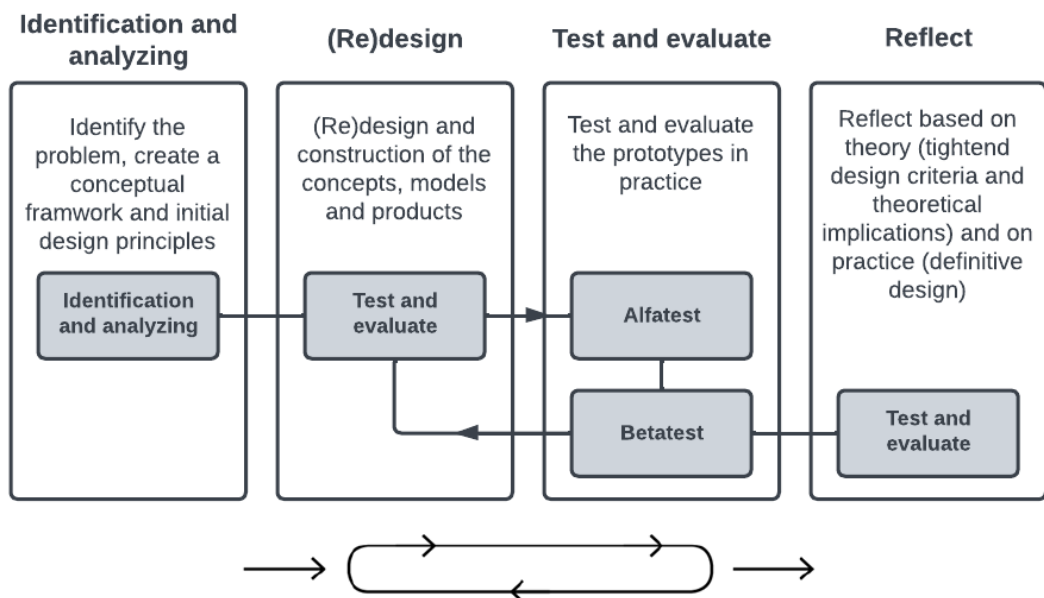 Identification and
analyzing
(Re)design
Test and evaluate
Reflect
Identify the
problem, create a
conceptual
framwork and initial
design principles
Identification
and analyzing
(Re)design and
construction of the
concepts, models
and products
Test and
evaluate
Test and evaluate
the prototypes in
practice
Alfatest
Betatest
Reflect based on
theory (tightend
design criteria and
theoretical
implications) and on
practice (definitive
design)
Test and
evaluate